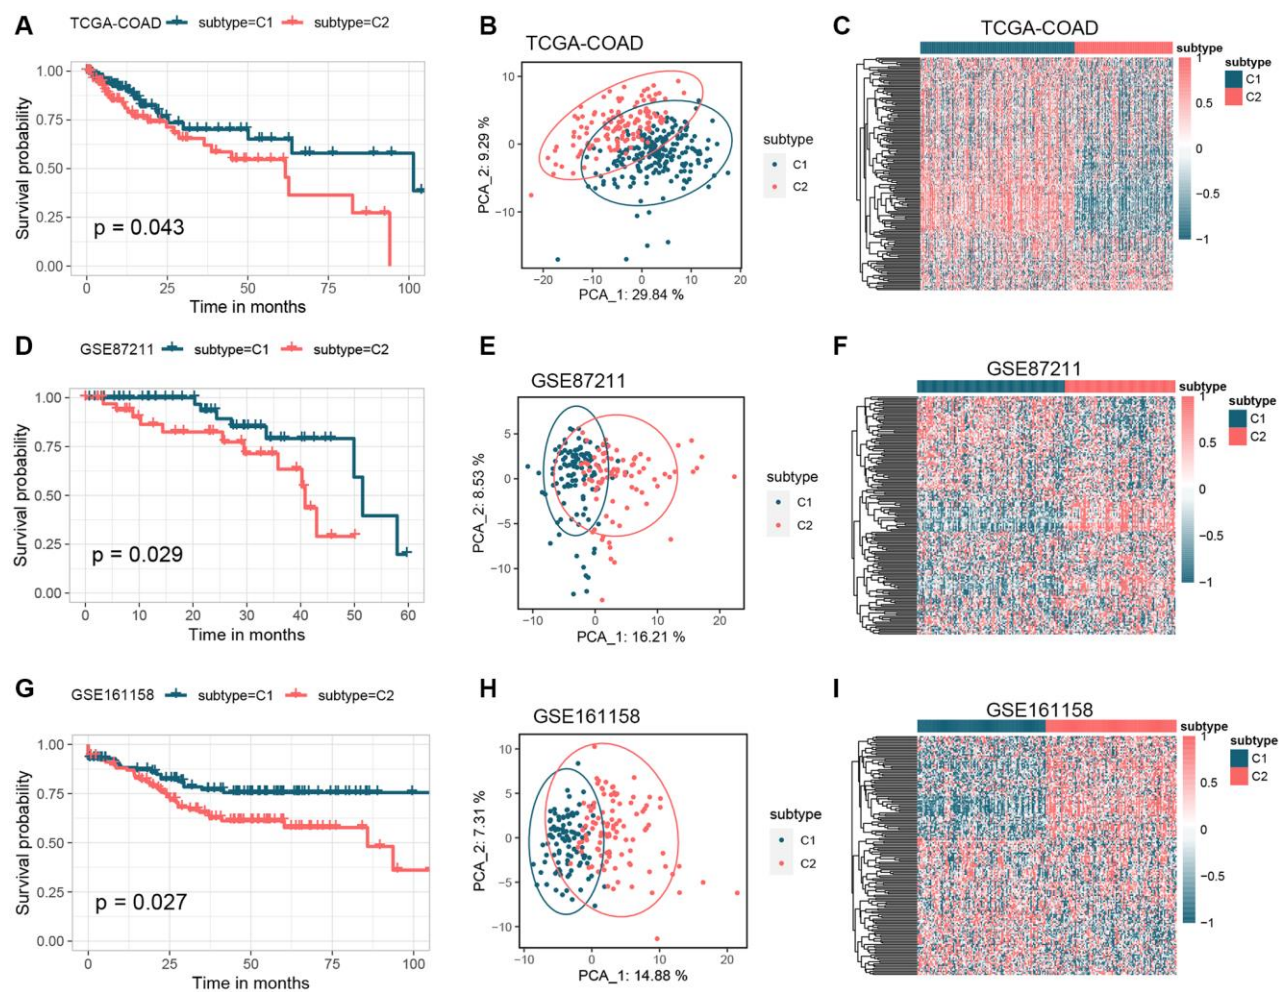 A
TCGA-COAD subtype=C1 subtype=C2
Survival probability
1.00
0.75
0.50
0.25
0.00
p = 0.043
0 25 50 75 100
Time in months
B
TCGA-COAD
PCA_2: 9.29 %
10
0
−10
−20 −10 0 10 20
PCA_1: 29.84 %
subtype
C1
C2
C
TCGA-COAD
subtype
1
0.5
0
−0.5
−1
subtype
C1
C2
D
GSE87211 subtype=C1 subtype=C2
Survival probability
1.00
0.75
0.50
0.25
0.00
p = 0.029
0 10 20 30 40 50 60
Time in months
E
GSE87211
PCA_2: 8.53 %
5
0
−5
−10
−10 0 10 20
PCA_1: 16.21 %
subtype
C1
C2
F
GSE87211
subtype
1
0.5
0
−0.5
−1
subtype
C1
C2
G
GSE161158 subtype=C1 subtype=C2
Survival probability
1.00
0.75
0.50
0.25
0.00
p = 0.027
0 25 50 75 100
Time in months
H
GSE161158
PCA_2: 7.31 %
10
5
0
−5
−10
−10 0 10 20
PCA_1: 14.88 %
subtype
C1
C2
I
GSE161158
subtype
1
0.5
0
−0.5
−1
subtype
C1
C2